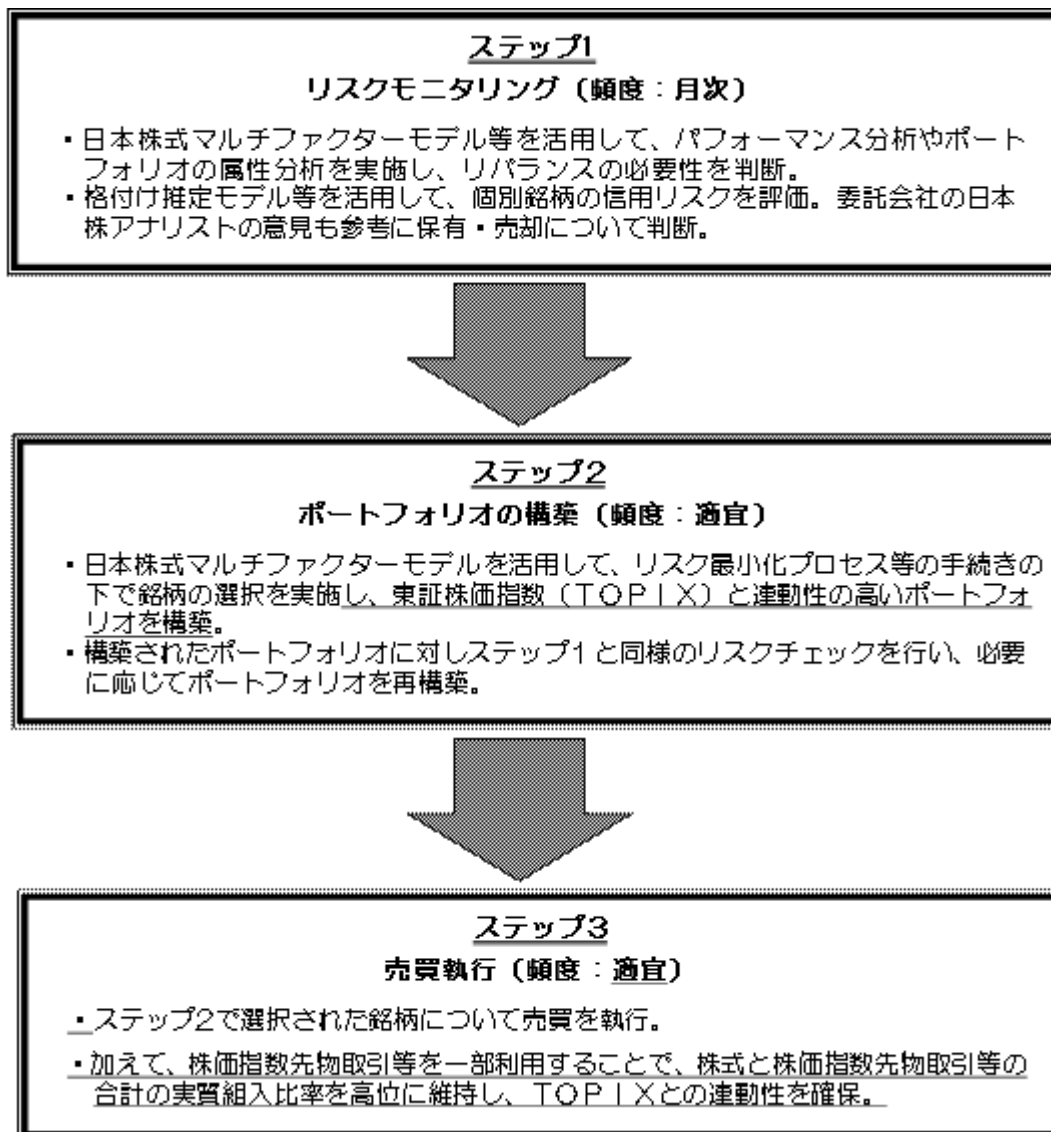 ステップ1
リスクモニタリング（頻度：月次）
・日本株式マルチファクターモデル等を活用して、パフォーマンス分析やポート
フォリオの属性分析を実施し、リバランスの必要性を判断。
・格付け推定モデル等を活用して、個別銘柄の信用リスクを評価。委託会社の日本
株アナリストの意見も参考に保有・売却について判断。
ステップ2
ポートフォリオの構築（頻度：適宜）
・日本株式マルチファクターモデルを活用して、リスク最小化プロセス等の手続きの
下で銘柄の選択を実施し、東証株価指数（ＴＯＰＩＸ）と連動性の高いポートフォ
リオを構築。
・構築されたポートフォリオに対しステップ1と同様のリスクチェックを行い、必要
に応じてポートフォリオを再構築。
ステップ3
売買執行（頻度：適宜）
・ステップ2で選択された銘柄について売買を執行。
・加えて、株価指数先物取引等を一部利用することで、株式と株価指数先物取引等の
合計の実質組入比率を高位に維持し、ＴＯＰＩＸとの連動性を確保。